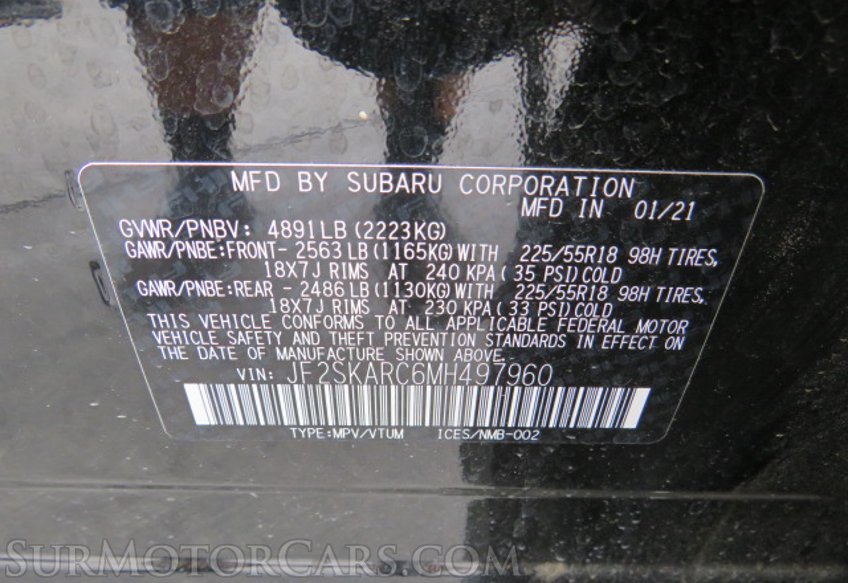 MFD BY SUBARU CORPORATION
MFD IN 01/21
GVWR/PNBV: 4891LB (2223KG)
GAWR/PNBE:FRONT- 2563LB (1165KG) WITH 225/55R18 98H TIRES,
18X7J RIMS AT 240 KPA ( 35 PSI) COLD
GAWR/PNBE:REAR - 2486LB (1130KG) WITH 225/55R18 98H TIRES,
18X7J RIMS AT 230 KPA ( 33 PSI) COLD
THIS VEHICLE CONFORMS TO ALL APPLICABLE FEDERAL MOTOR
VEHICLE SAFETY AND THEFT PREVENTION STANDARDS IN EFFECT ON
THE DATE OF MANUFACTURE SHOWN ABOVE.
VIN: JF2SKARC6MH497960
TYPE:MPV/VTUM ICES/NMB-002
SurMotorCars.com